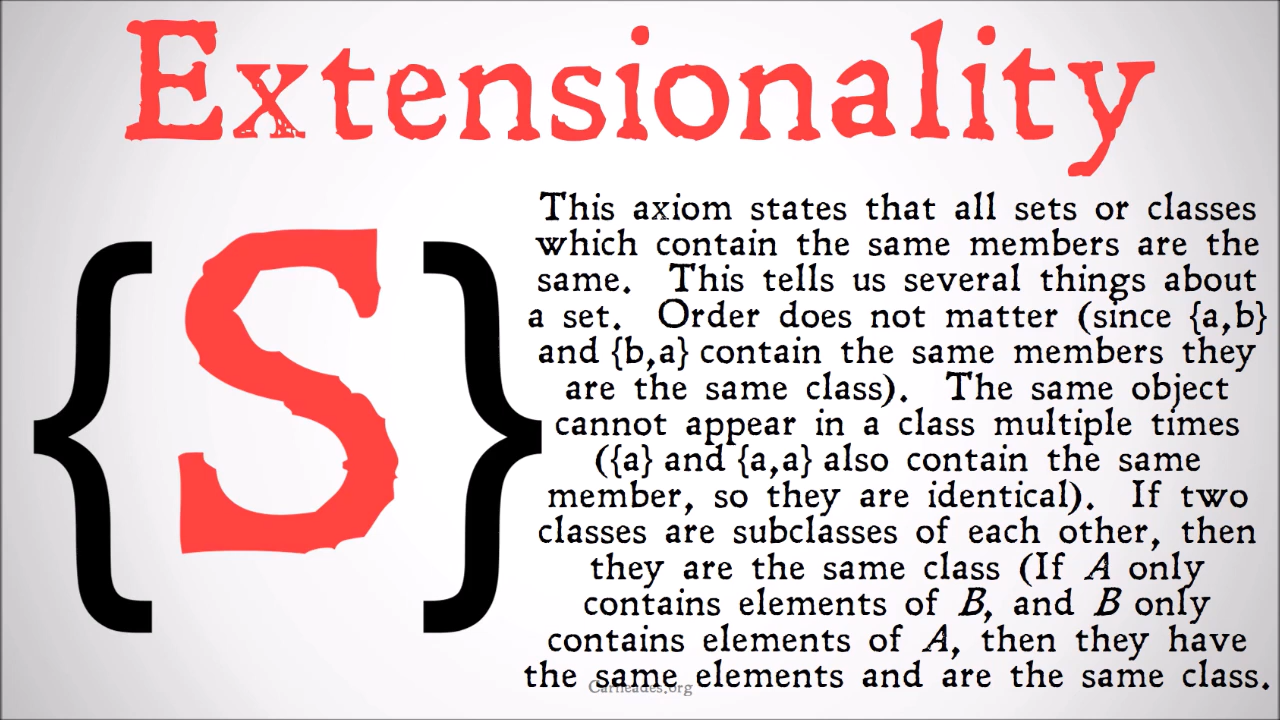 Extensionality
{S}
This axiom states that all sets or classes
which contain the same members are the
same. This tells us several things about
a set. Order does not matter (since {a,b}
and {b,a} contain the same members they
are the same class). The same object
cannot appear in a class multiple times
({a} and {a,a} also contain the same
member, so they are identical). If two
classes are subclasses of each other, then
they are the same class (If A only
contains elements of B, and B only
contains elements of A, then they have
the same elements and are the same class.
Carneades.org